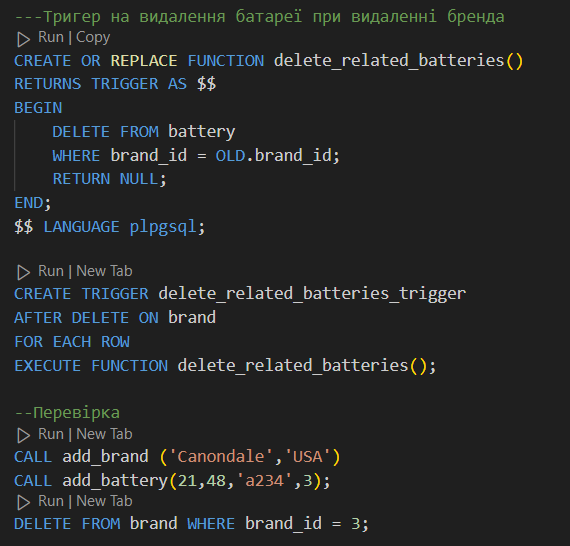 ---Тригер на видалення батареї при видаленні бренда
Run | Copy
CREATE OR REPLACE FUNCTION delete_related_batteries()
RETURNS TRIGGER AS $$
BEGIN
    DELETE FROM battery
    WHERE brand_id = OLD.brand_id;
    RETURN NULL;
END;
$$ LANGUAGE plpgsql;
Run | New Tab
CREATE TRIGGER delete_related_batteries_trigger
AFTER DELETE ON brand
FOR EACH ROW
EXECUTE FUNCTION delete_related_batteries();
--Перевірка
Run | New Tab
CALL add_brand ('Canondale','USA')
CALL add_battery(21,48,'a234',3);
Run | New Tab
DELETE FROM brand WHERE brand_id = 3;